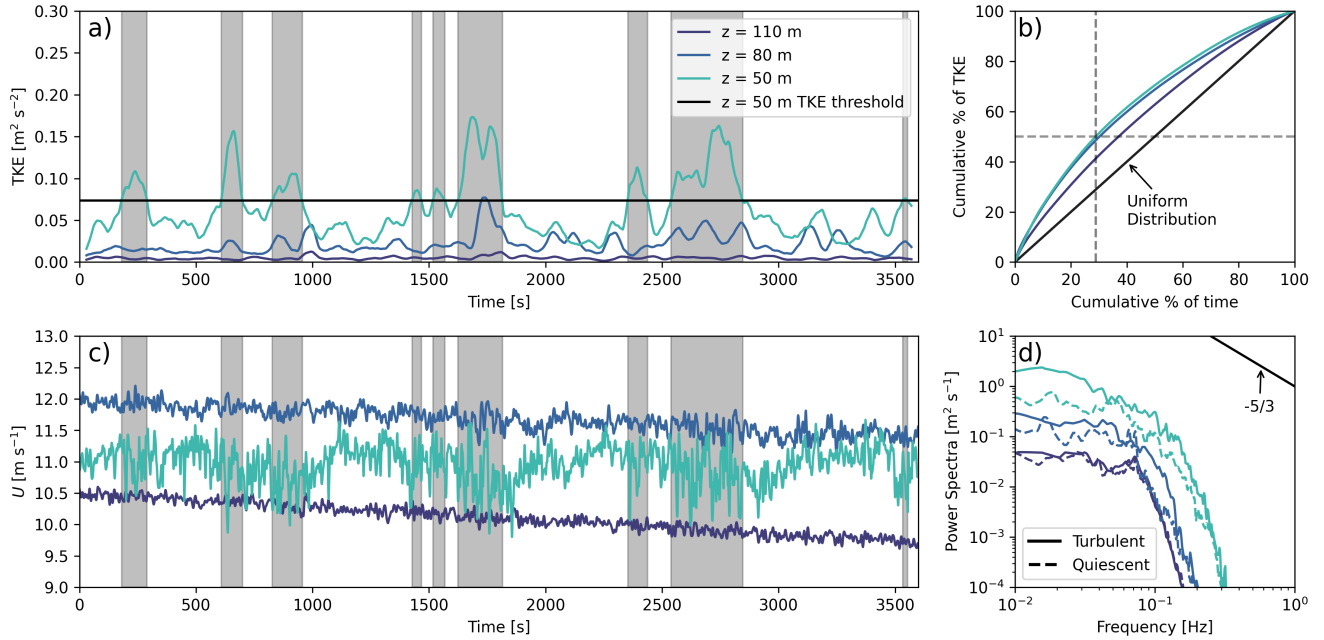 a)
0.30
0.25
0.20
0.15
0.10
0.05
0.00
TKE [m² s⁻²]
z = 110 m
z = 80 m
z = 50 m
z = 50 m TKE threshold
0 500 1000 1500 2000 2500 3000 3500
Time [s]
b)
100
80
60
40
20
0
Cumulative % of TKE
Uniform
Distribution
0 20 40 60 80 100
Cumulative % of time
c)
13.0
12.5
12.0
11.5
11.0
10.5
10.0
9.5
9.0
U [m s⁻¹]
0 500 1000 1500 2000 2500 3000 3500
Time [s]
d)
10¹
10⁰
10⁻¹
10⁻²
10⁻³
10⁻⁴
Power Spectra [m² s⁻¹]
-5/3
Turbulent
Quiescent
10⁻² 10⁻¹ 10⁰
Frequency [Hz]